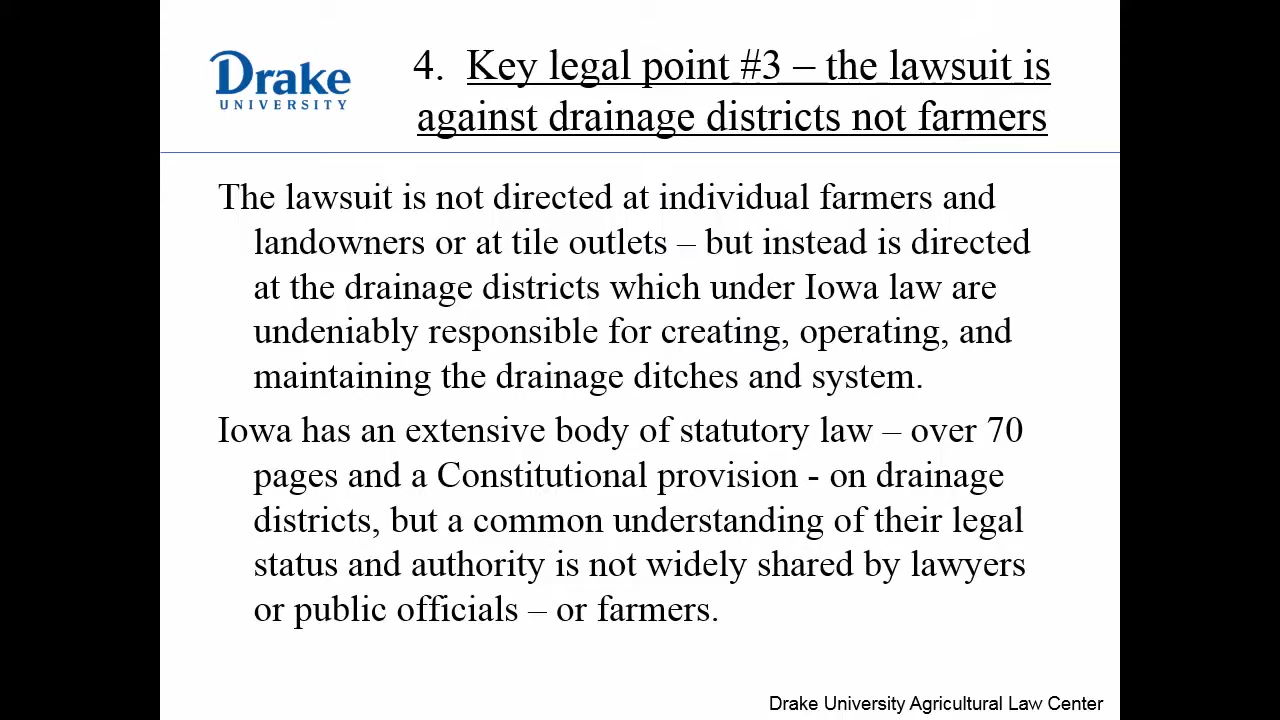 Drake
UNIVERSITY
4. Key legal point #3 – the lawsuit is
against drainage districts not farmers
The lawsuit is not directed at individual farmers and
landowners or at tile outlets – but instead is directed
at the drainage districts which under Iowa law are
undeniably responsible for creating, operating, and
maintaining the drainage ditches and system.
Iowa has an extensive body of statutory law – over 70
pages and a Constitutional provision - on drainage
districts, but a common understanding of their legal
status and authority is not widely shared by lawyers
or public officials – or farmers.
Drake University Agricultural Law Center